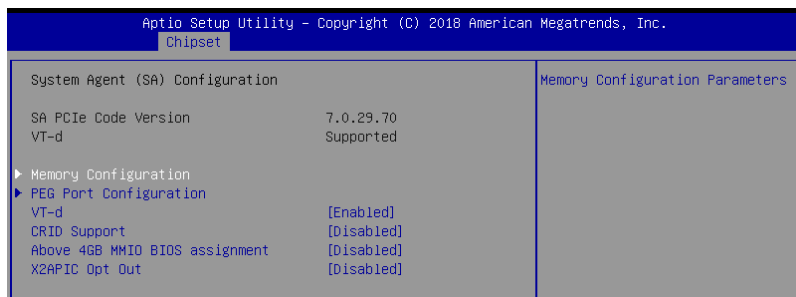 Aptio Setup Utility – Copyright (C) 2018 American Megatrends, Inc.
Chipset
System Agent (SA) Configuration
Memory Configuration Parameters
SA PCIe Code Version 7.0.29.70
VT-d Supported
Memory Configuration
PEG Port Configuration
VT-d [Enabled]
CRID Support [Disabled]
Above 4GB MMIO BIOS assignment [Disabled]
X2APIC Opt Out [Disabled]